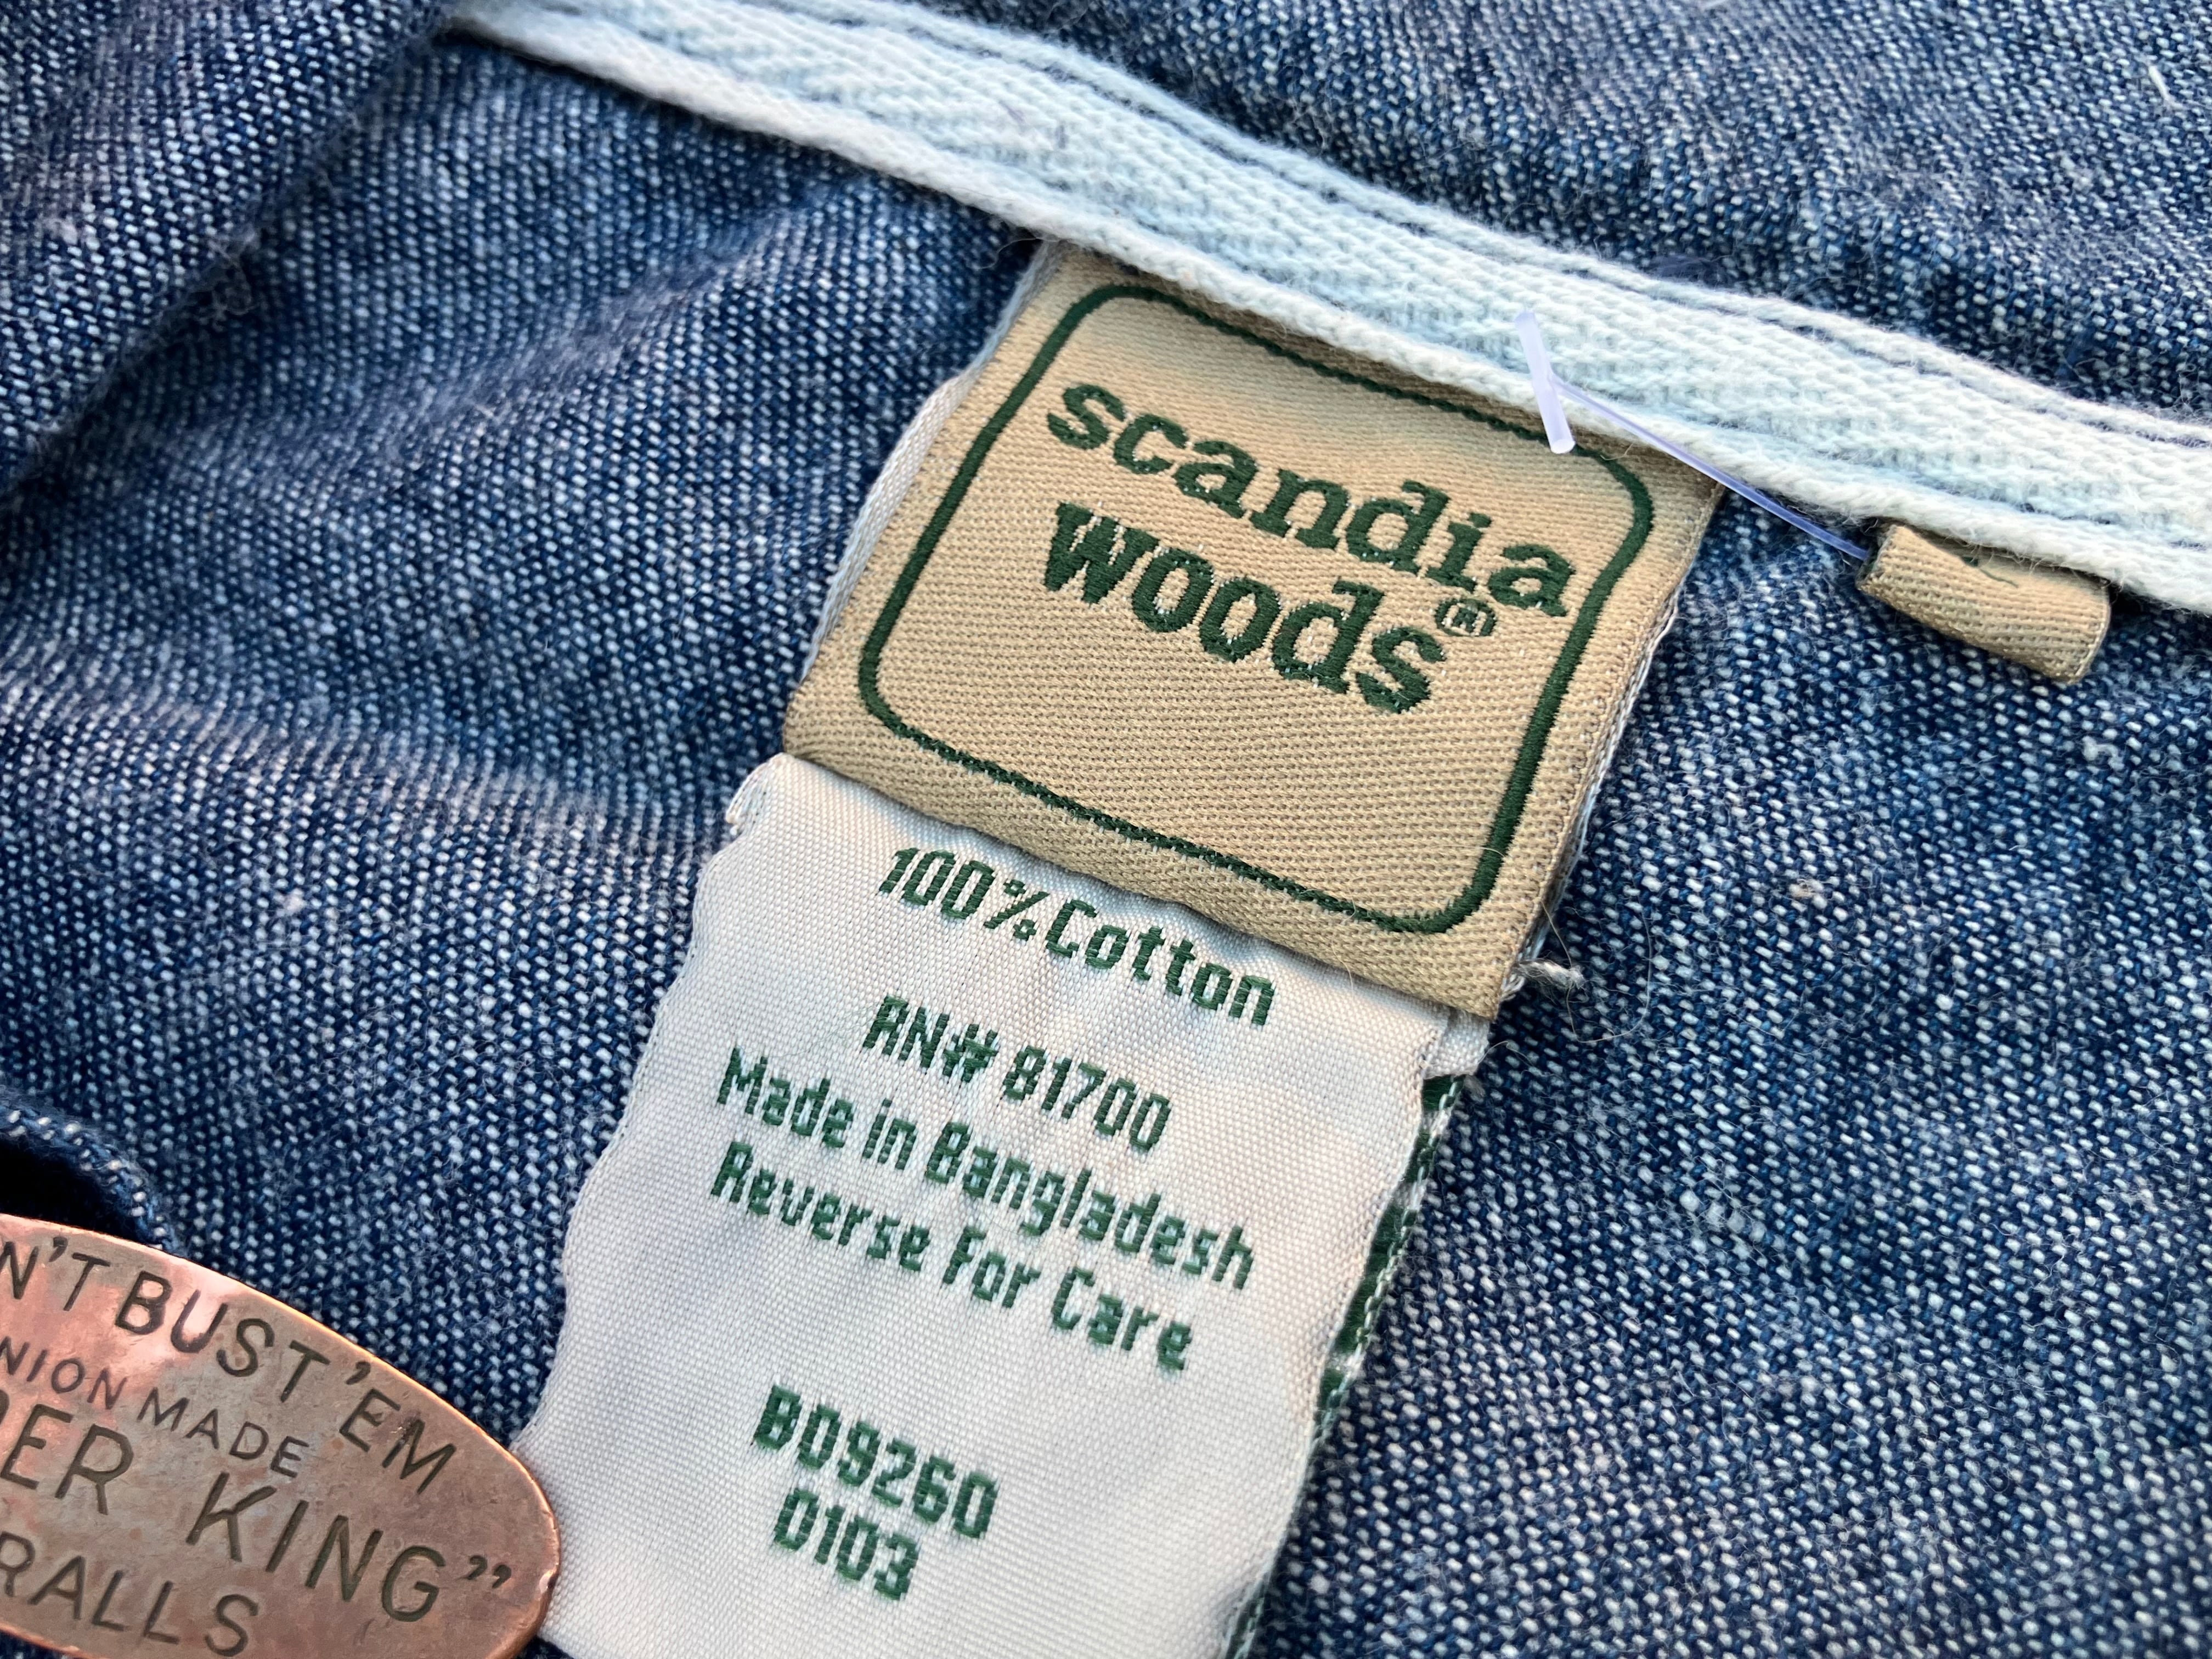 scandia
woods®
100% Cotton
RN# 81700
Made in Bangladesh
Reverse For Care
B09260
0103
N'T BUST 'EM
NION MADE
ER KING"
RALLS